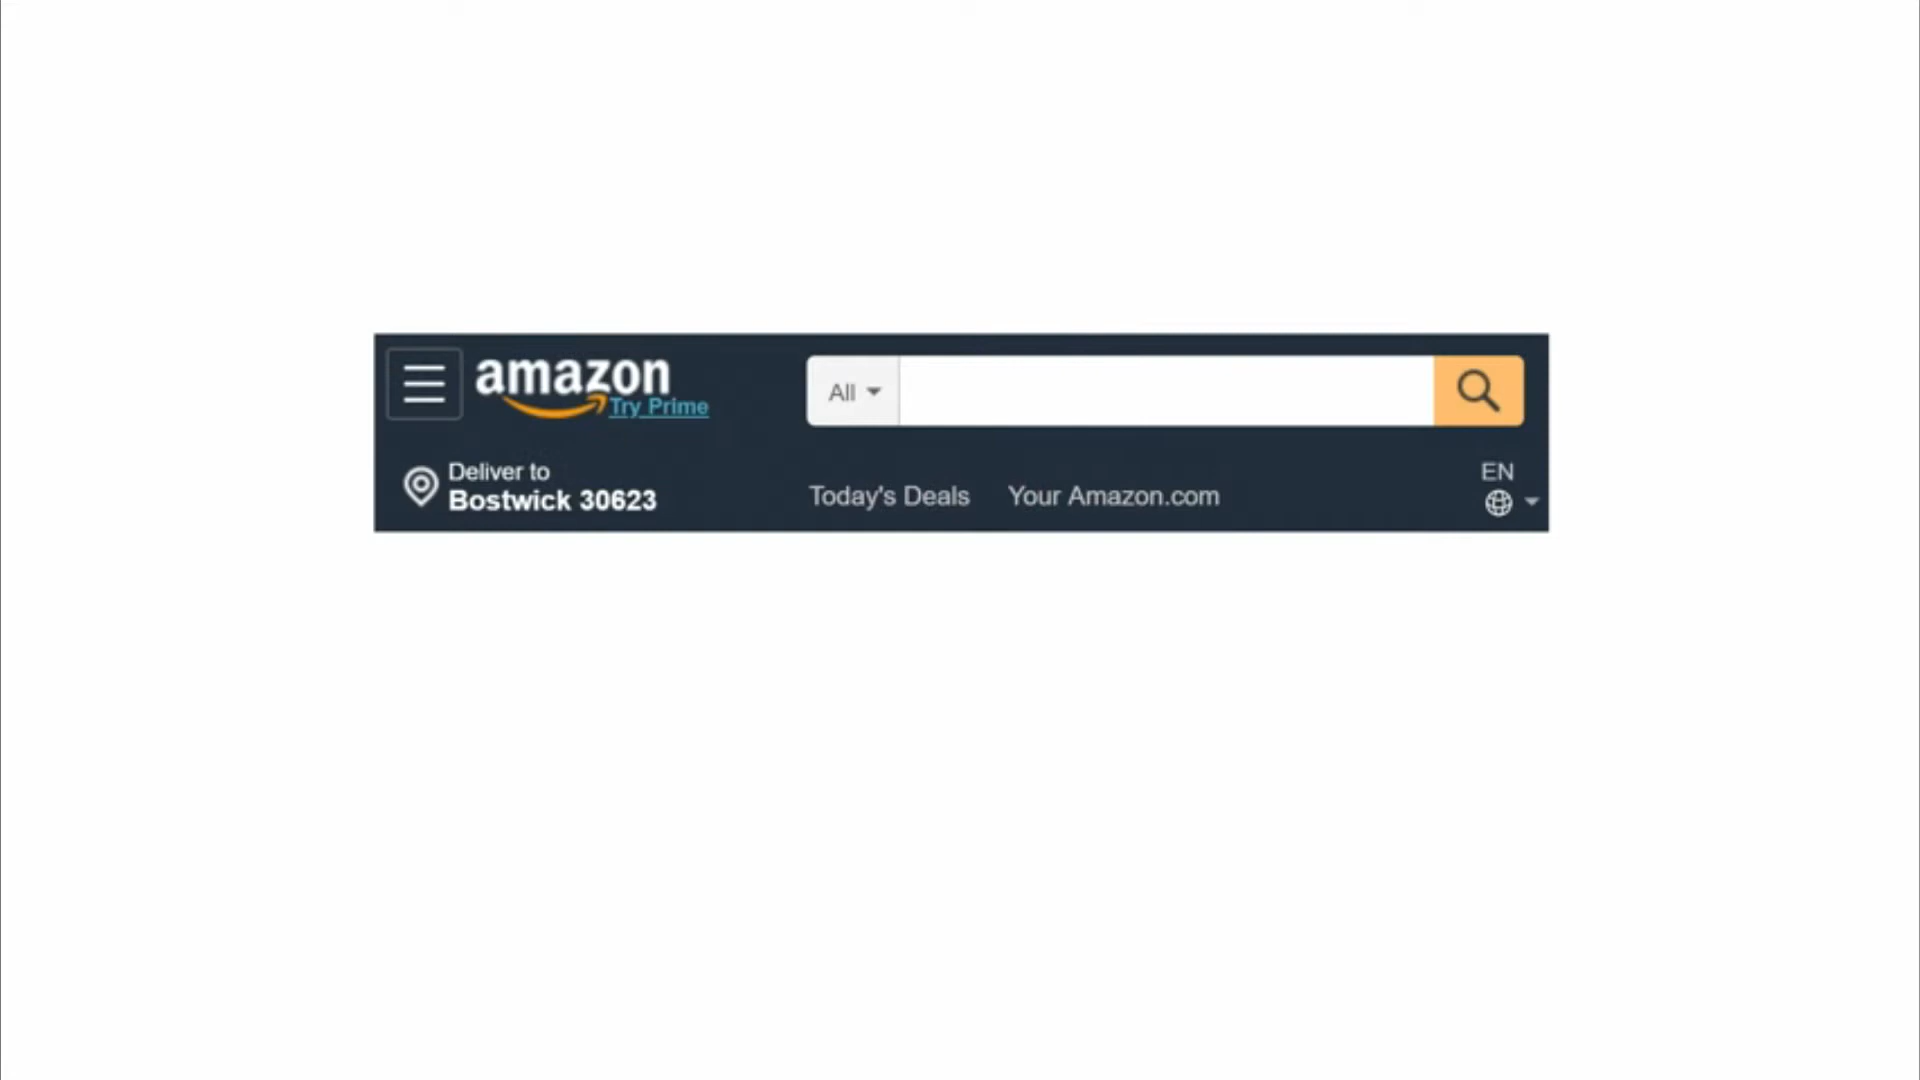 amazon
Try Prime
All
Deliver to
Bostwick 30623
Today's Deals
Your Amazon.com
EN